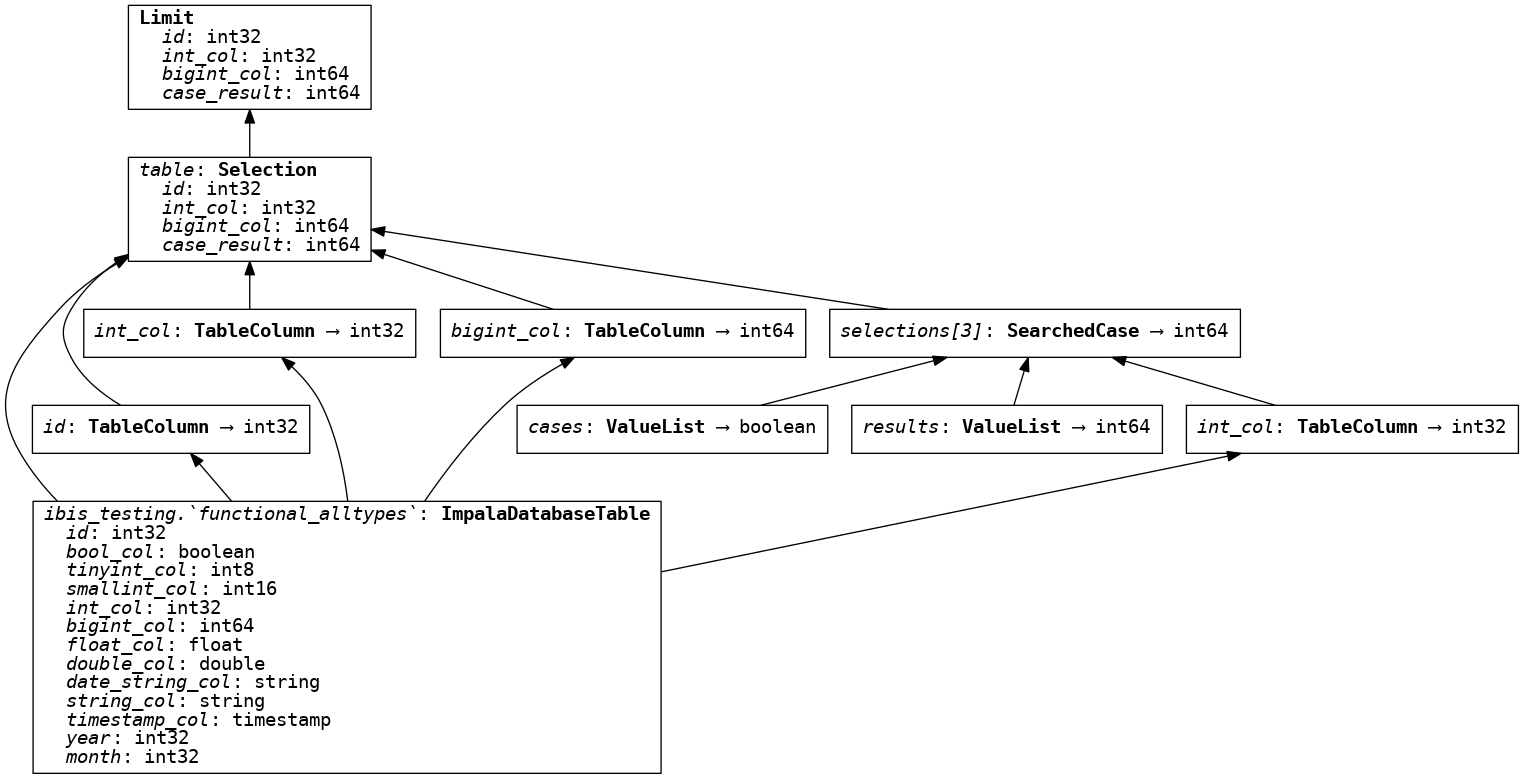 Limit
id: int32
int_col: int32
bigint_col: int64
case_result: int64
table: Selection
id: int32
int_col: int32
bigint_col: int64
case_result: int64
int_col: TableColumn → int32
bigint_col: TableColumn → int64
selections[3]: SearchedCase → int64
id: TableColumn → int32
cases: ValueList → boolean
results: ValueList → int64
int_col: TableColumn → int32
ibis_testing.`functional_alltypes`: ImpalaDatabaseTable
id: int32
bool_col: boolean
tinyint_col: int8
smallint_col: int16
int_col: int32
bigint_col: int64
float_col: float
double_col: double
date_string_col: string
string_col: string
timestamp_col: timestamp
year: int32
month: int32